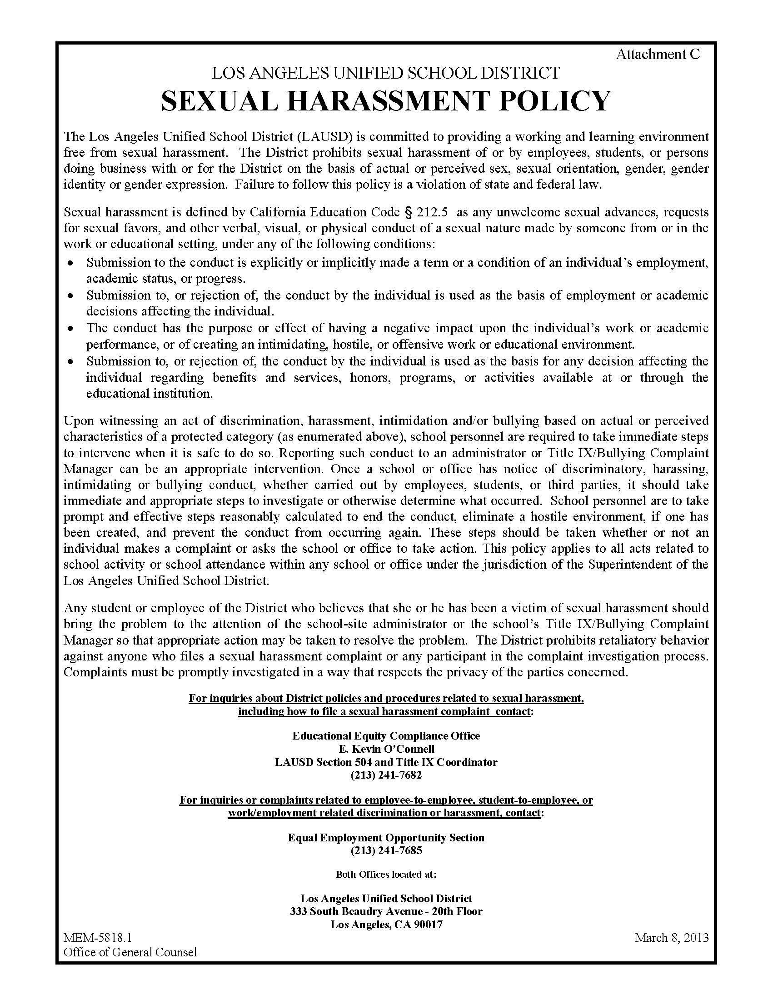 Attachment C
LOS ANGELES UNIFIED SCHOOL DISTRICT
SEXUAL HARASSMENT POLICY
The Los Angeles Unified School District (LAUSD) is committed to providing a working and learning environment
free from sexual harassment.  The District prohibits sexual harassment of or by employees, students, or persons
doing business with or for the District on the basis of actual or perceived sex, sexual orientation, gender, gender
identity or gender expression.  Failure to follow this policy is a violation of state and federal law.
Sexual harassment is defined by California Education Code § 212.5  as any unwelcome sexual advances, requests
for sexual favors, and other verbal, visual, or physical conduct of a sexual nature made by someone from or in the
work or educational setting, under any of the following conditions:
• Submission to the conduct is explicitly or implicitly made a term or a condition of an individual’s employment,
academic status, or progress.
• Submission to, or rejection of, the conduct by the individual is used as the basis of employment or academic
decisions affecting the individual.
• The conduct has the purpose or effect of having a negative impact upon the individual’s work or academic
performance, or of creating an intimidating, hostile, or offensive work or educational environment.
• Submission to, or rejection of, the conduct by the individual is used as the basis for any decision affecting the
individual regarding benefits and services, honors, programs, or activities available at or through the
educational institution.
Upon witnessing an act of discrimination, harassment, intimidation and/or bullying based on actual or perceived
characteristics of a protected category (as enumerated above), school personnel are required to take immediate steps
to intervene when it is safe to do so. Reporting such conduct to an administrator or Title IX/Bullying Complaint
Manager can be an appropriate intervention. Once a school or office has notice of discriminatory, harassing,
intimidating or bullying conduct, whether carried out by employees, students, or third parties, it should take
immediate and appropriate steps to investigate or otherwise determine what occurred.  School personnel are to take
prompt and effective steps reasonably calculated to end the conduct, eliminate a hostile environment, if one has
been created, and prevent the conduct from occurring again. These steps should be taken whether or not an
individual makes a complaint or asks the school or office to take action. This policy applies to all acts related to
school activity or school attendance within any school or office under the jurisdiction of the Superintendent of the
Los Angeles Unified School District.
Any student or employee of the District who believes that she or he has been a victim of sexual harassment should
bring the problem to the attention of the school-site administrator or the school’s Title IX/Bullying Complaint
Manager so that appropriate action may be taken to resolve the problem.  The District prohibits retaliatory behavior
against anyone who files a sexual harassment complaint or any participant in the complaint investigation process.
Complaints must be promptly investigated in a way that respects the privacy of the parties concerned.
For inquiries about District policies and procedures related to sexual harassment,
including how to file a sexual harassment complaint  contact:
Educational Equity Compliance Office
E. Kevin O’Connell
LAUSD Section 504 and Title IX Coordinator
(213) 241-7682
For inquiries or complaints related to employee-to-employee, student-to-employee, or
work/employment related discrimination or harassment, contact:
Equal Employment Opportunity Section
(213) 241-7685
Both Offices located at:
Los Angeles Unified School District
333 South Beaudry Avenue - 20th Floor
Los Angeles, CA 90017
MEM-5818.1
March 8, 2013
Office of General Counsel